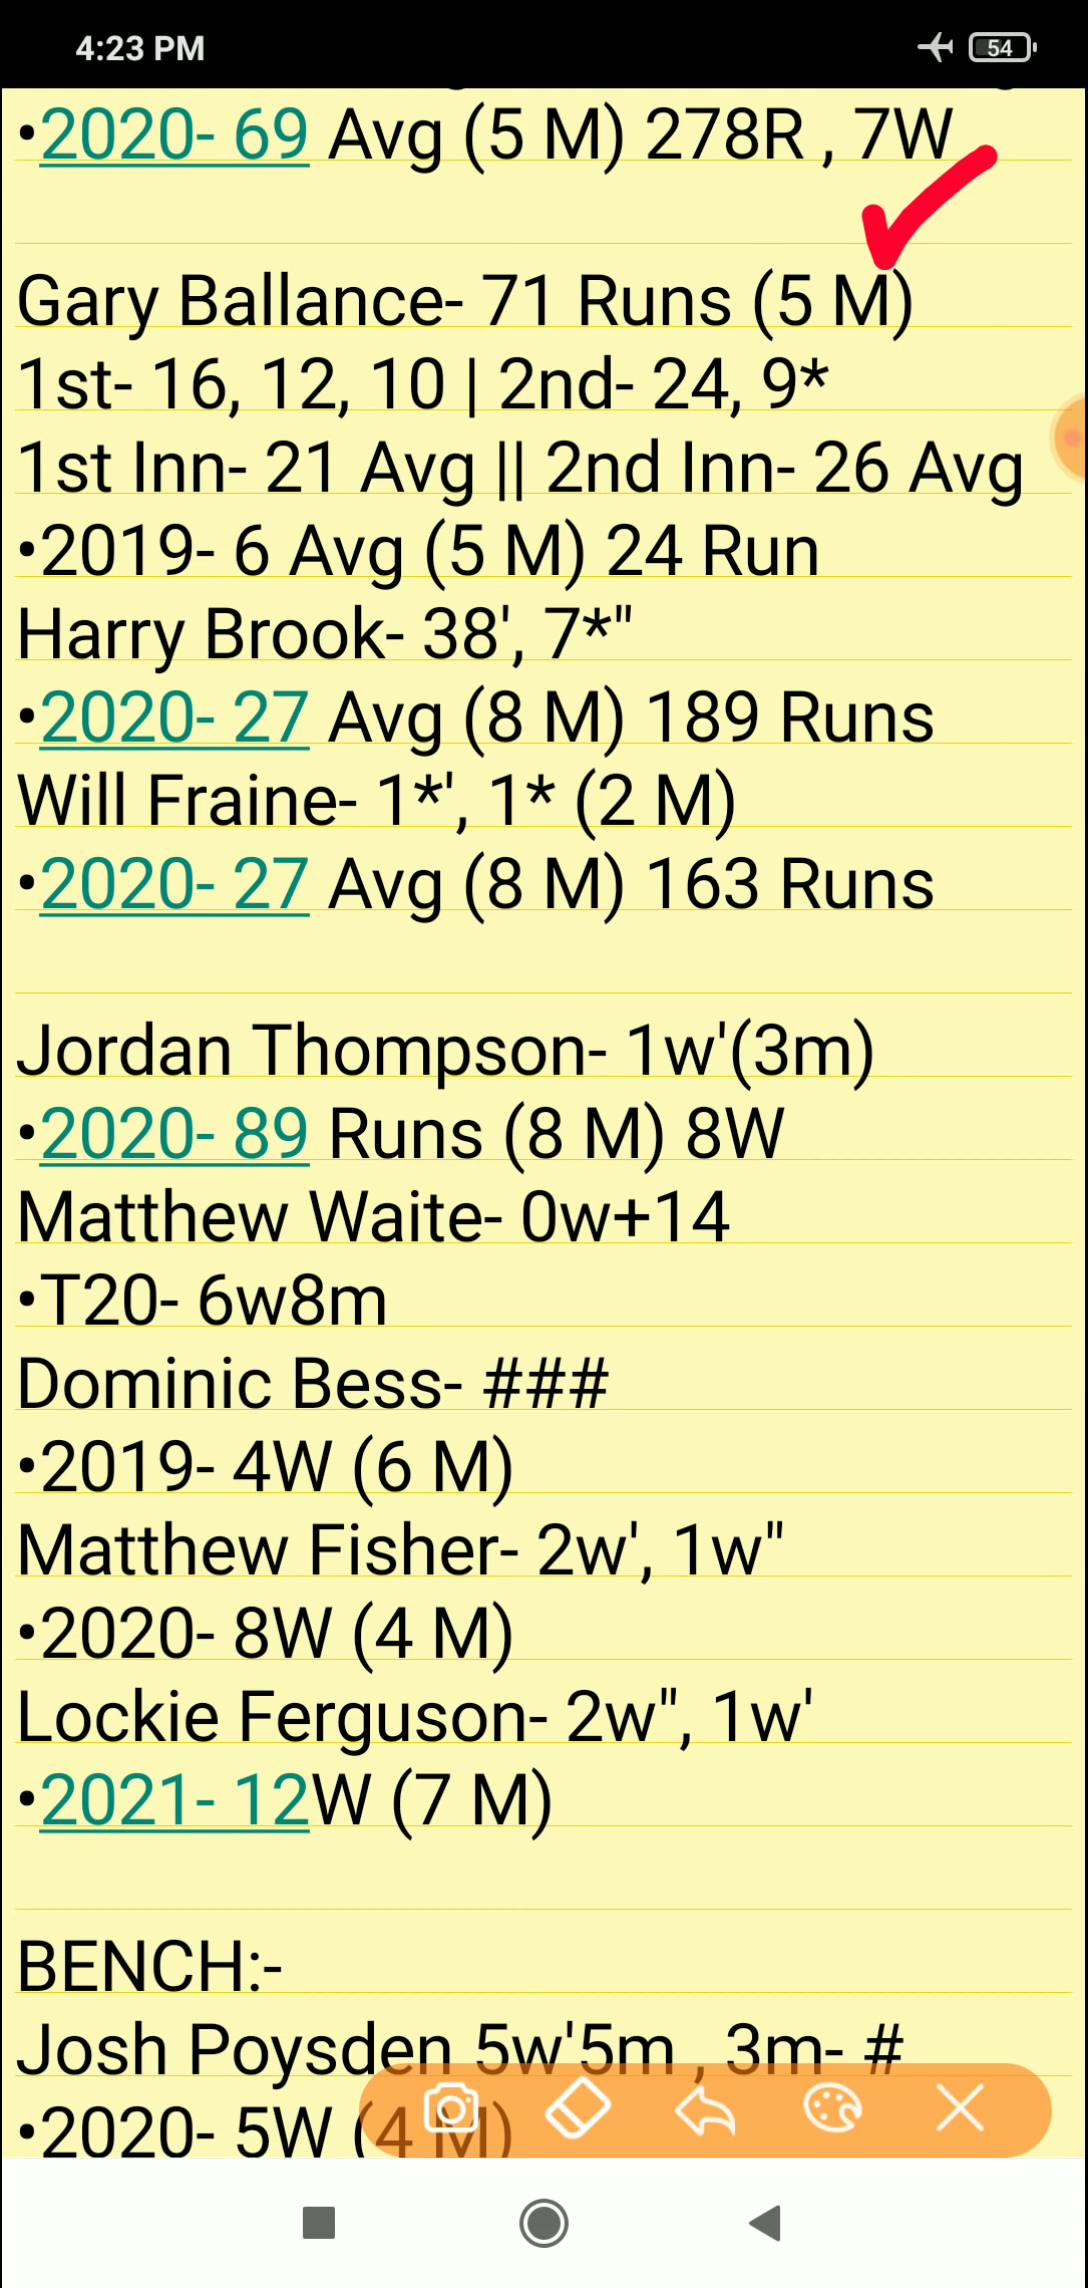 4:23 PM
54
•2020- 69 Avg (5 M) 278R , 7W
Gary Ballance- 71 Runs (5 M)
1st- 16, 12, 10 | 2nd- 24, 9*
1st Inn- 21 Avg || 2nd Inn- 26 Avg
•2019- 6 Avg (5 M) 24 Run
Harry Brook- 38', 7*"
•2020- 27 Avg (8 M) 189 Runs
Will Fraine- 1*', 1* (2 M)
•2020- 27 Avg (8 M) 163 Runs
Jordan Thompson- 1w'(3m)
•2020- 89 Runs (8 M) 8W
Matthew Waite- 0w+14
•T20- 6w8m
Dominic Bess- ###
•2019- 4W (6 M)
Matthew Fisher- 2w', 1w"
•2020- 8W (4 M)
Lockie Ferguson- 2w", 1w'
•2021- 12W (7 M)
BENCH:-
Josh Poysden 5w'5m , 3m- #
•2020- 5W (4 M)